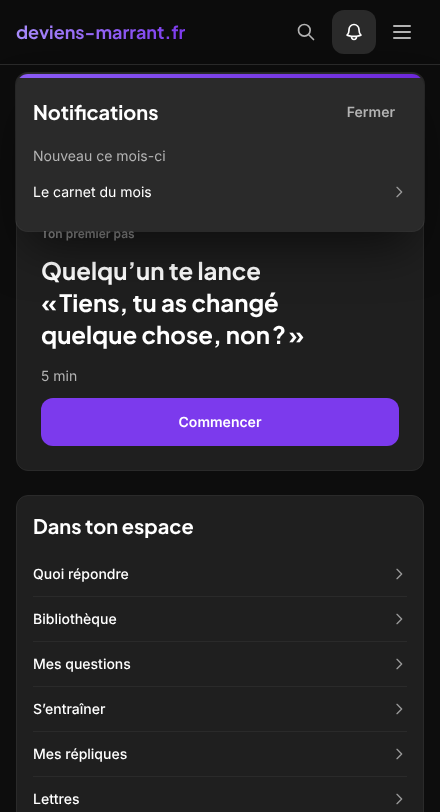 deviens-marrant.fr
Notifications
Fermer
Nouveau ce mois-ci
Le carnet du mois
Ton premier pas
Quelqu’un te lance
« Tiens, tu as changé
quelque chose, non ? »
5 min
Commencer
Dans ton espace
Quoi répondre
Bibliothèque
Mes questions
S’entraîner
Mes répliques
Lettres